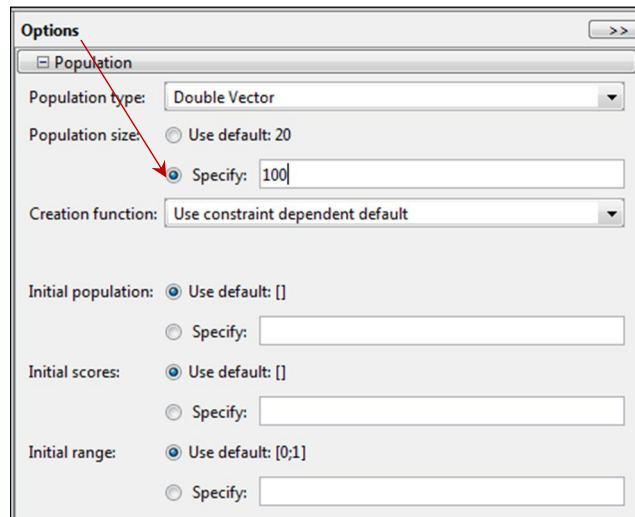 Options >>
Population
Population type: Double Vector
Population size: Use default: 20
Specify: 100
Creation function: Use constraint dependent default
Initial population: Use default: []
Specify:
Initial scores: Use default: []
Specify:
Initial range: Use default: [0;1]
Specify: